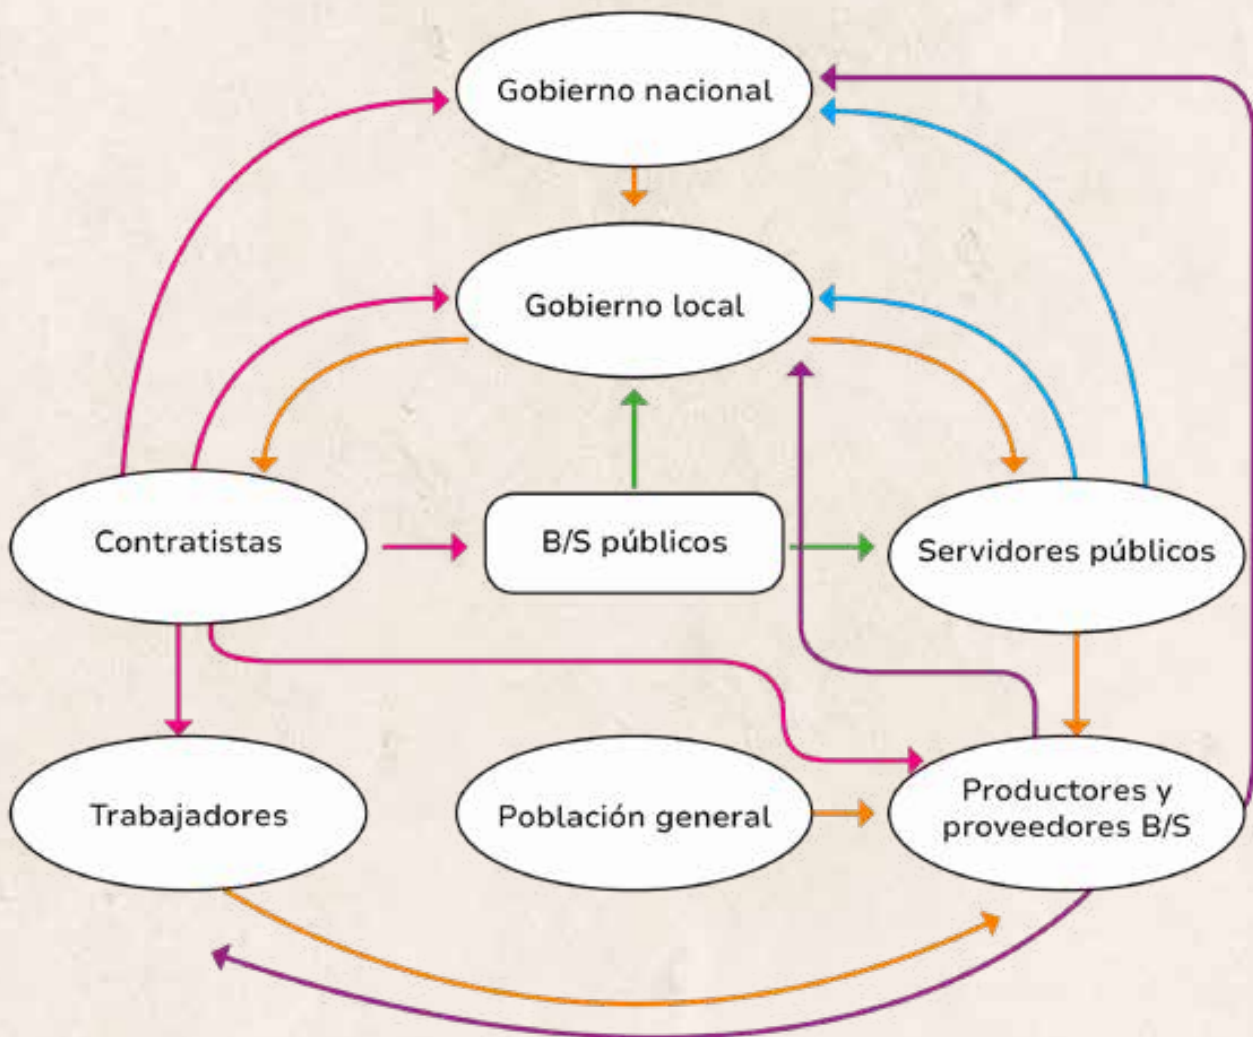 Gobierno nacional
Gobierno local
Contratistas
B/S públicos
Servidores públicos
Trabajadores
Población general
Productores y
proveedores B/S